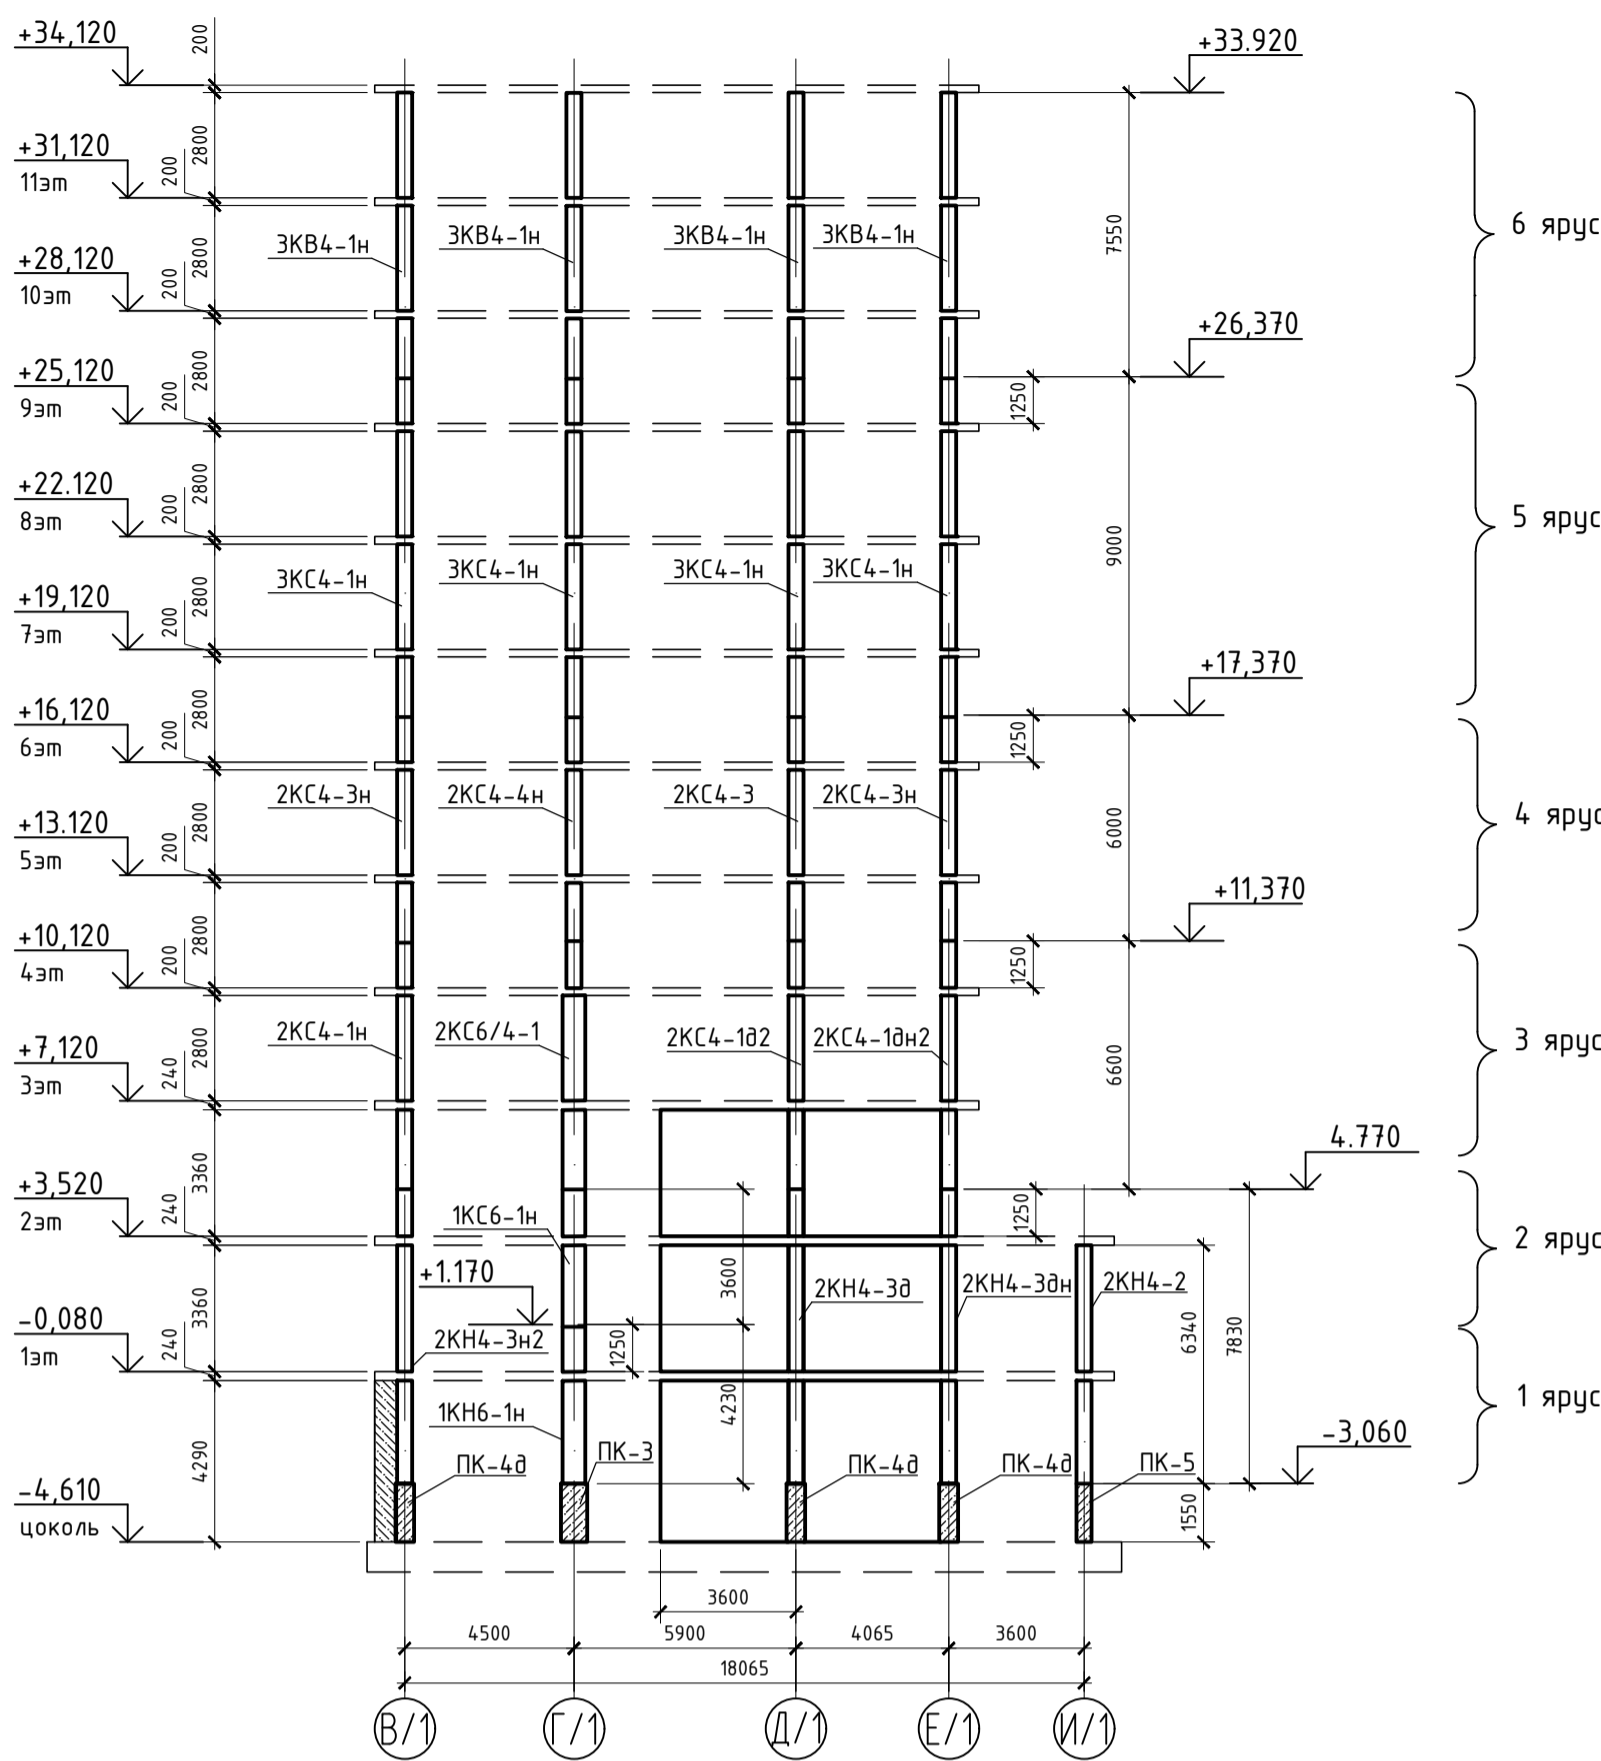 +34,120
200
+33.920
+31,120
11эт
200
2800
6 ярус
7550
3КВ4-1н
3КВ4-1н
3КВ4-1н
3КВ4-1н
+28,120
10эт
200
2800
+26,370
+25,120
9эт
200
2800
1250
+22.120
8эт
200
2800
5 ярус
9000
3КС4-1н
3КС4-1н
3КС4-1н
3КС4-1н
+19,120
7эт
200
2800
+17,370
+16,120
6эт
200
2800
1250
2КС4-3н
2КС4-4н
2КС4-3
2КС4-3н
4 ярус
6000
+13.120
5эт
200
2800
+11,370
+10,120
4эт
200
2800
1250
2КС4-1н
2КС6/4-1
2КС4-1д2
2КС4-1дн2
3 ярус
6600
+7,120
3эт
240
2800
4.770
+3,520
2эт
240
3360
1250
1КС6-1н
2 ярус
+1.170
3600
2КН4-3д
2КН4-3дн
2КН4-2
-0,080
1эт
240
3360
2КН4-3н2
1250
6340
7830
1КН6-1н
4230
1 ярус
4290
ПК-4д
ПК-3
ПК-4д
ПК-4д
ПК-5
-3,060
-4,610
цоколь
1550
3600
4500
5900
4065
3600
18065
В/1
Г/1
Д/1
Е/1
И/1